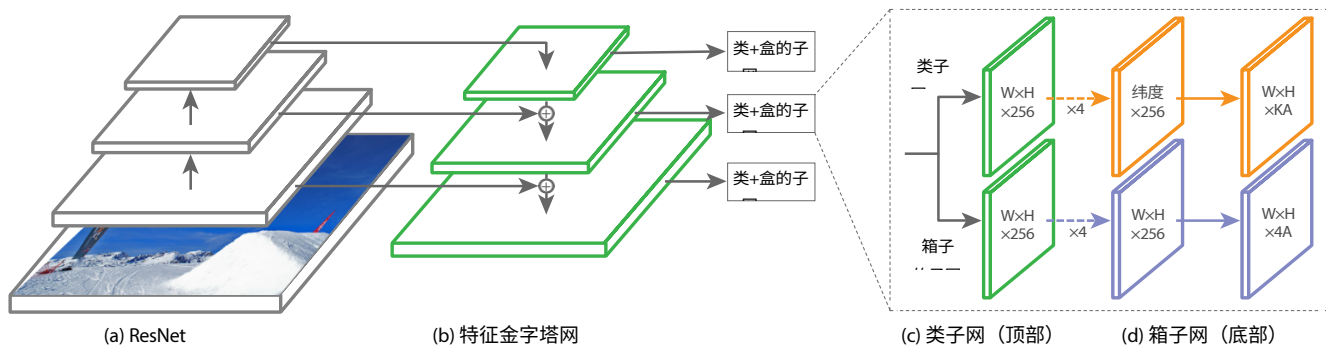 类+盒的子
类+盒的子
类+盒的子
类子
W×H
×256
×4
纬度
×256
W×H
×KA
W×H
×256
×4
W×H
×256
W×H
×4A
箱子
(a) ResNet
(b) 特征金字塔网
(c) 类子网（顶部）
(d) 箱子网（底部）